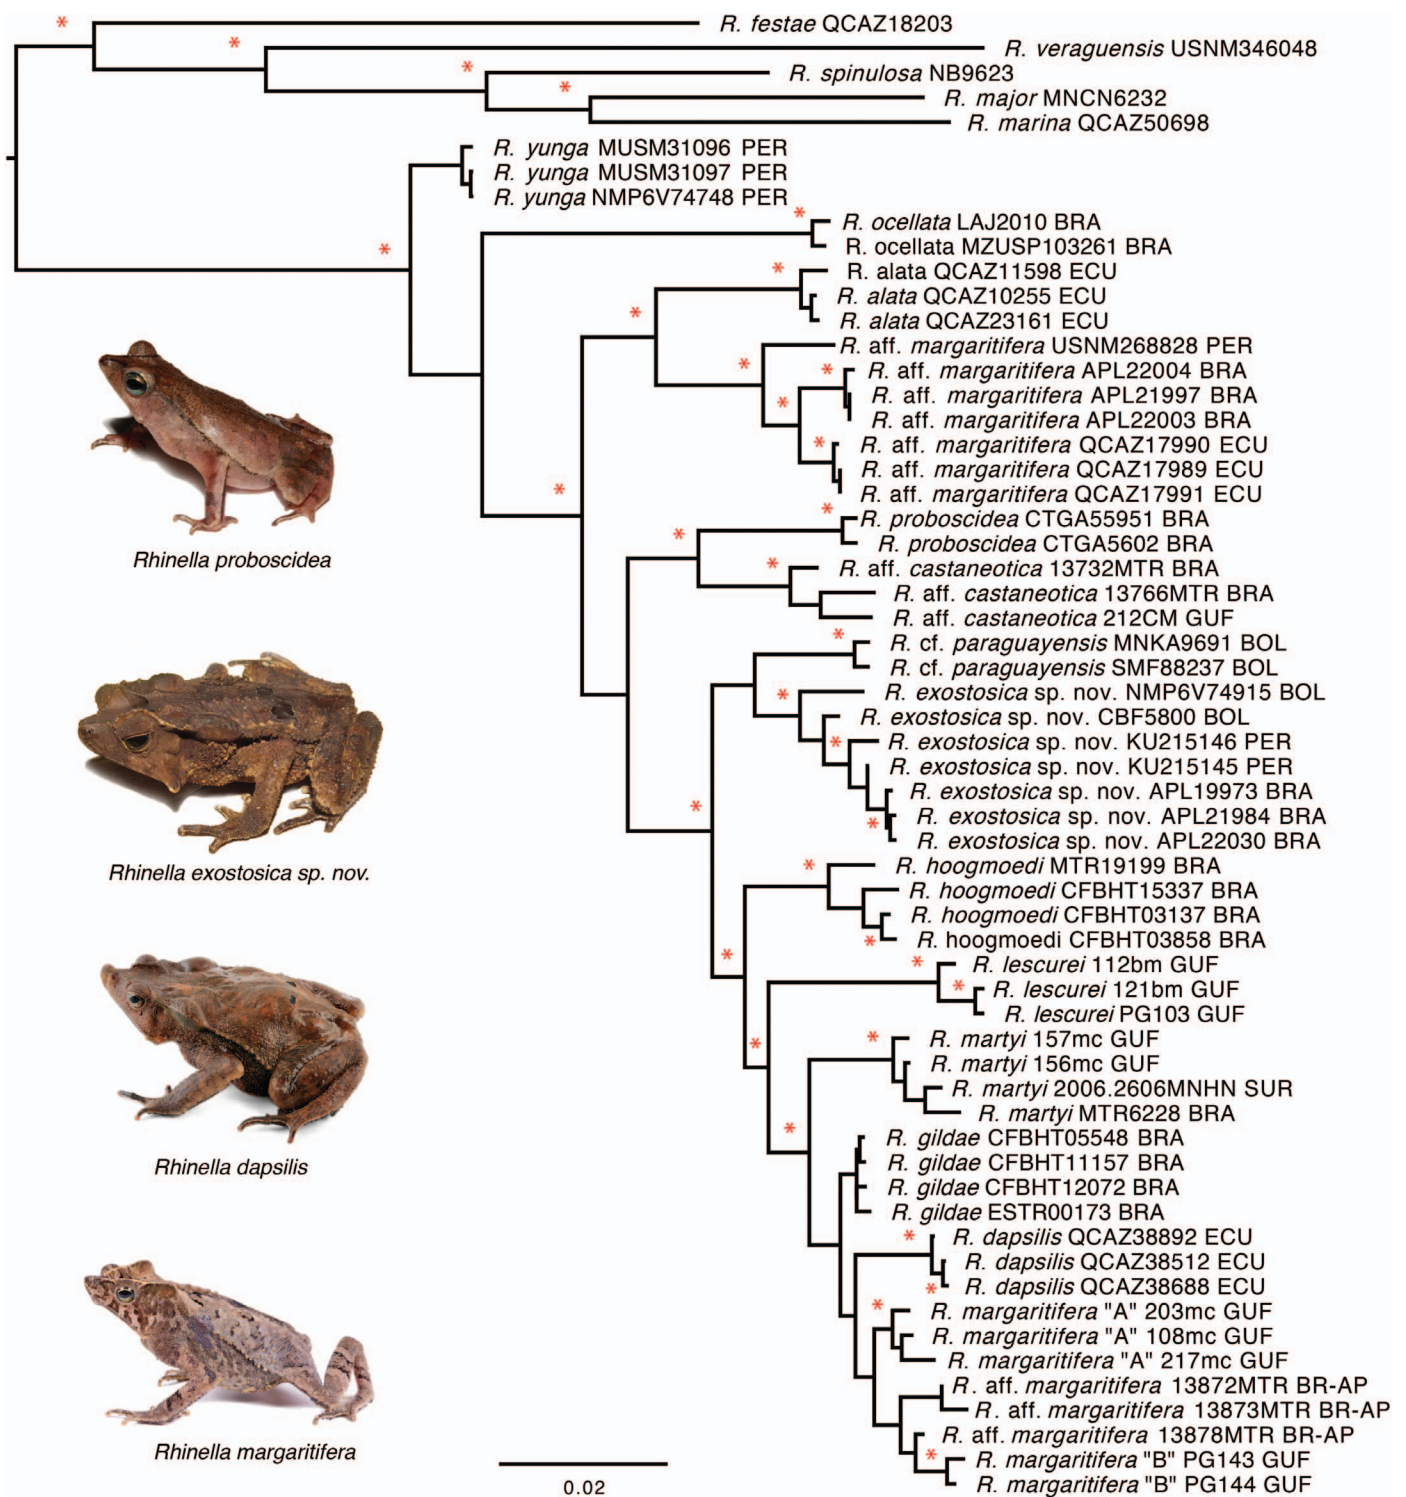 R. festae QCAZ18203
R. veraguensis USNM346048
R. spinulosa NB9623
R. major MNCN6232
R. marina QCAZ50698
R. yunga MUSM31096 PER
R. yunga MUSM31097 PER
R. yunga NMP6V74748 PER
R. ocellata LAJ2010 BRA
R. ocellata MZUSP103261 BRA
R. alata QCAZ11598 ECU
R. alata QCAZ10255 ECU
R. alata QCAZ23161 ECU
R. aff. margaritifera USNM268828 PER
R. aff. margaritifera APL22004 BRA
R. aff. margaritifera APL21997 BRA
R. aff. margaritifera APL22003 BRA
R. aff. margaritifera QCAZ17990 ECU
R. aff. margaritifera QCAZ17989 ECU
R. aff. margaritifera QCAZ17991 ECU
R. proboscidea CTGA55951 BRA
R. proboscidea CTGA5602 BRA
R. aff. castaneotica 13732MTR BRA
R. aff. castaneotica 13766MTR BRA
R. aff. castaneotica 212CM GUF
R. cf. paraguayensis MNKA9691 BOL
R. cf. paraguayensis SMF88237 BOL
R. exostosica sp. nov. NMP6V74915 BOL
R. exostosica sp. nov. CBF5800 BOL
R. exostosica sp. nov. KU215146 PER
R. exostosica sp. nov. KU215145 PER
R. exostosica sp. nov. APL19973 BRA
R. exostosica sp. nov. APL21984 BRA
R. exostosica sp. nov. APL22030 BRA
R. hoogmoedi MTR19199 BRA
R. hoogmoedi CFBHT15337 BRA
R. hoogmoedi CFBHT03137 BRA
R. hoogmoedi CFBHT03858 BRA
R. lescurei 112bm GUF
R. lescurei 121bm GUF
R. lescurei PG103 GUF
R. martyi 157mc GUF
R. martyi 156mc GUF
R. martyi 2006.2606MNHN SUR
R. martyi MTR6228 BRA
R. gildae CFBHT05548 BRA
R. gildae CFBHT11157 BRA
R. gildae CFBHT12072 BRA
R. gildae ESTR00173 BRA
R. dapsilis QCAZ38892 ECU
R. dapsilis QCAZ38512 ECU
R. dapsilis QCAZ38688 ECU
R. margaritifera "A" 203mc GUF
R. margaritifera "A" 108mc GUF
R. margaritifera "A" 217mc GUF
R. aff. margaritifera 13872MTR BR-AP
R. aff. margaritifera 13873MTR BR-AP
R. aff. margaritifera 13878MTR BR-AP
R. margaritifera "B" PG143 GUF
R. margaritifera "B" PG144 GUF
Rhinella proboscidea
Rhinella exostosica sp. nov.
Rhinella dapsilis
Rhinella margaritifera
0.02